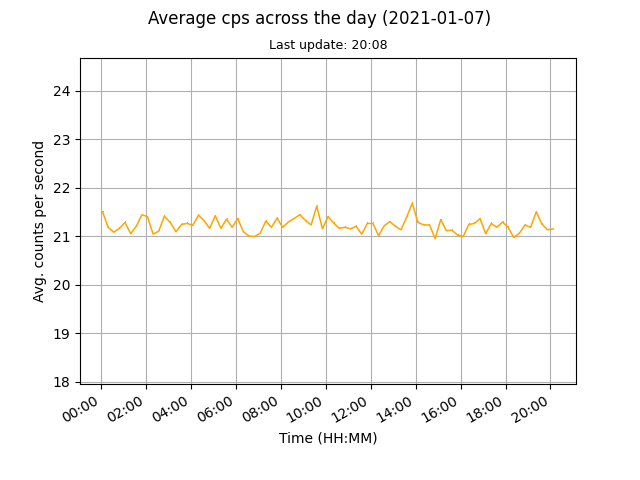 Average cps across the day (2021-01-07)
Last update: 20:08
24
23
22
21
20
19
18
Avg. counts per second
00:00 02:00 04:00 06:00 08:00 10:00 12:00 14:00 16:00 18:00 20:00
Time (HH:MM)